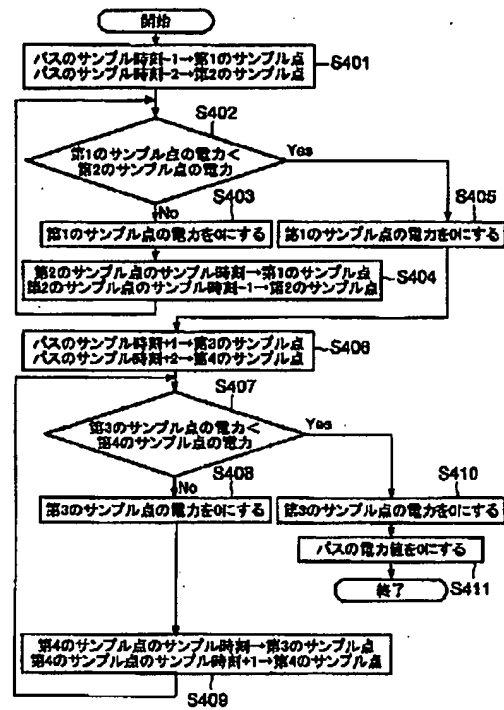 開始
パスのサンプル時刻-1→第1のサンプル点
パスのサンプル時刻-2→第2のサンプル点
S401
S402
第1のサンプル点の電力<
第2のサンプル点の電力
Yes
No
S403
第1のサンプル点の電力を0にする
S405
第1のサンプル点の電力を0にする
第2のサンプル点のサンプル時刻→第1のサンプル点
第2のサンプル点のサンプル時刻-1→第2のサンプル点
S404
パスのサンプル時刻+1→第3のサンプル点
パスのサンプル時刻+2→第4のサンプル点
S406
S407
第3のサンプル点の電力<
第4のサンプル点の電力
Yes
No
S408
第3のサンプル点の電力を0にする
S410
第3のサンプル点の電力を0にする
パスの電力値を0にする
S411
終了
第4のサンプル点のサンプル時刻→第3のサンプル点
第4のサンプル点のサンプル時刻+1→第4のサンプル点
S409